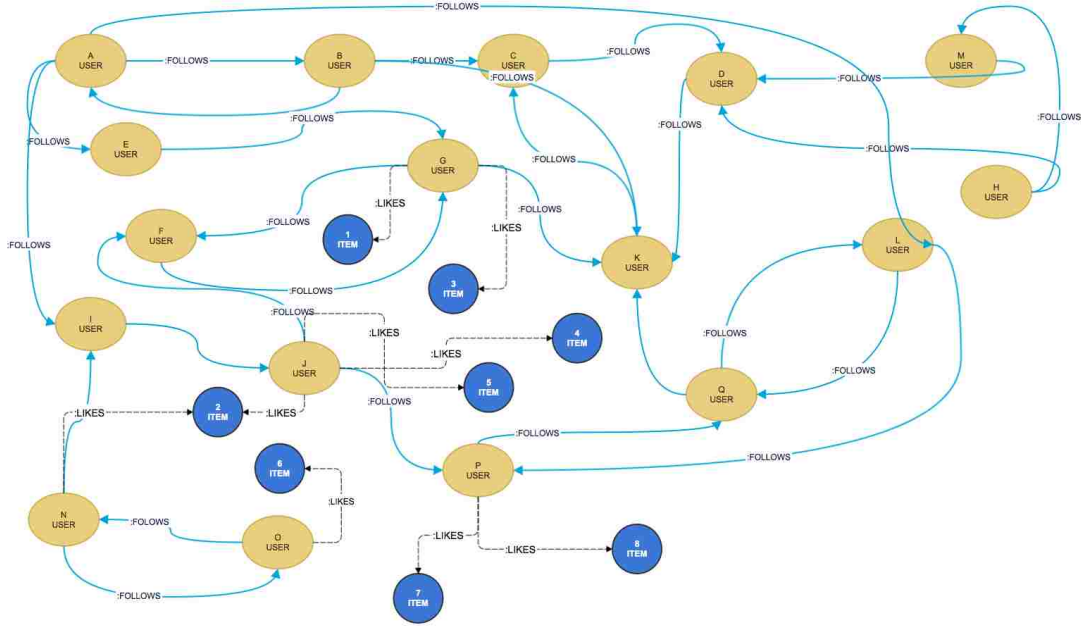 :FOLLOWS
A
USER
:FOLLOWS
B
USER
:FOLLOWS
C
USER
:FOLLOWS
:FOLLOWS
D
USER
:FOLLOWS
M
USER
:FOLLOWS
:FOLLOWS
:FOLLOWS
:FOLLOWS
E
USER
:FOLLOWS
G
USER
:FOLLOWS
:FOLLOWS
H
USER
:LIKES
:FOLLOWS
:FOLLOWS
:LIKES
F
USER
1
ITEM
:FOLLOWS
K
USER
L
USER
:FOLLOWS
3
ITEM
:FOLLOWS
I
USER
:LIKES
4
ITEM
:FOLLOWS
:LIKES
J
USER
5
ITEM
:FOLLOWS
Q
USER
:FOLLOWS
:LIKES
2
ITEM
:LIKES
:FOLLOWS
:FOLLOWS
6
ITEM
P
USER
:LIKES
N
USER
:FOLOWS
O
USER
:LIKES
:LIKES
8
ITEM
:FOLLOWS
7
ITEM